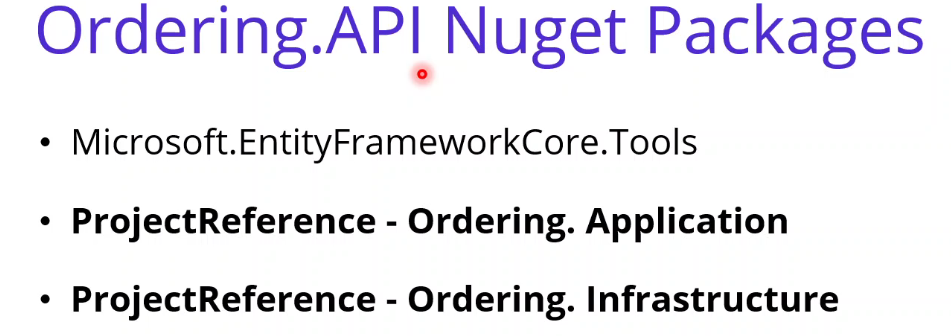 Ordering.API Nuget Packages
• Microsoft.EntityFrameworkCore.Tools
• ProjectReference - Ordering. Application
• ProjectReference - Ordering. Infrastructure